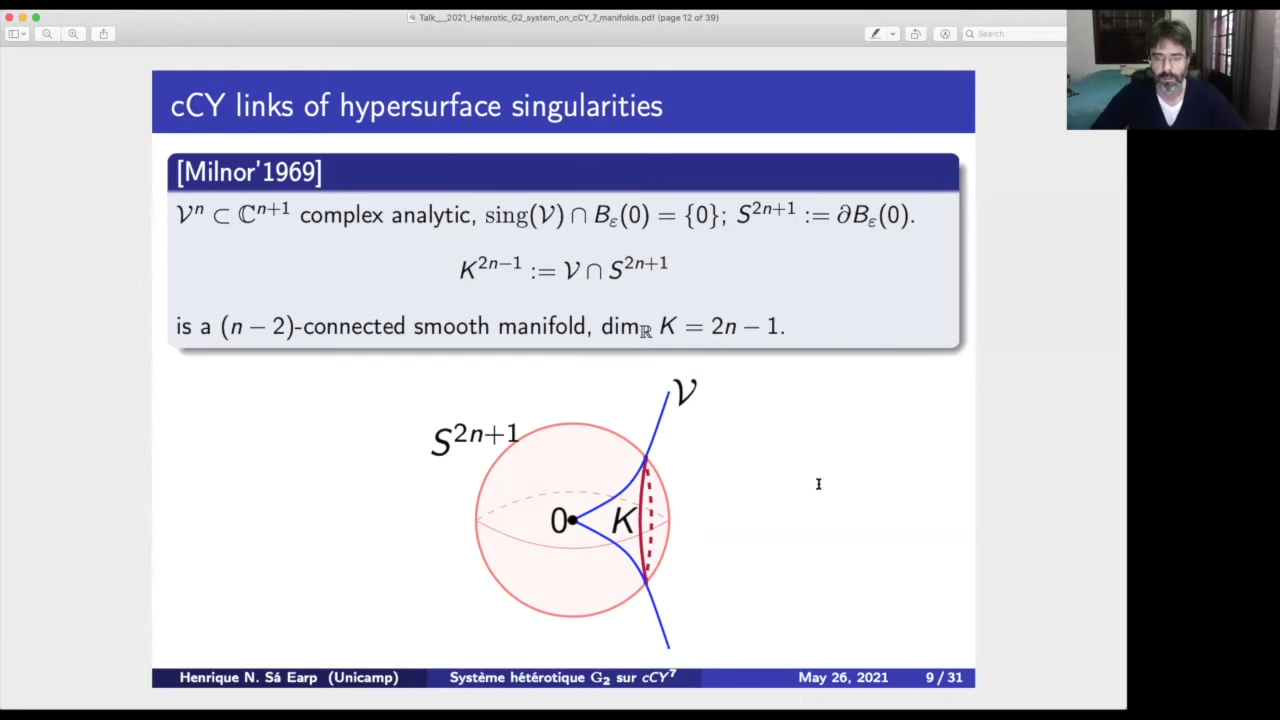 Talk___2021_Heterotic_G2_system_on_cCY_7_manifolds.pdf (page 12 of 39)
Search
cCY links of hypersurface singularities
[Milnor'1969]
𝒱ⁿ ⊂ ℂⁿ⁺¹ complex analytic, sing(𝒱) ∩ B_ε(0) = {0}; S²ⁿ⁺¹ := ∂B_ε(0).
K²ⁿ⁻¹ := 𝒱 ∩ S²ⁿ⁺¹
is a (n − 2)-connected smooth manifold, dim_ℝ K = 2n − 1.
𝒱
S²ⁿ⁺¹
0 K
Henrique N. Sá Earp (Unicamp) Système hétérotique G₂ sur cCY⁷ May 26, 2021 9 / 31